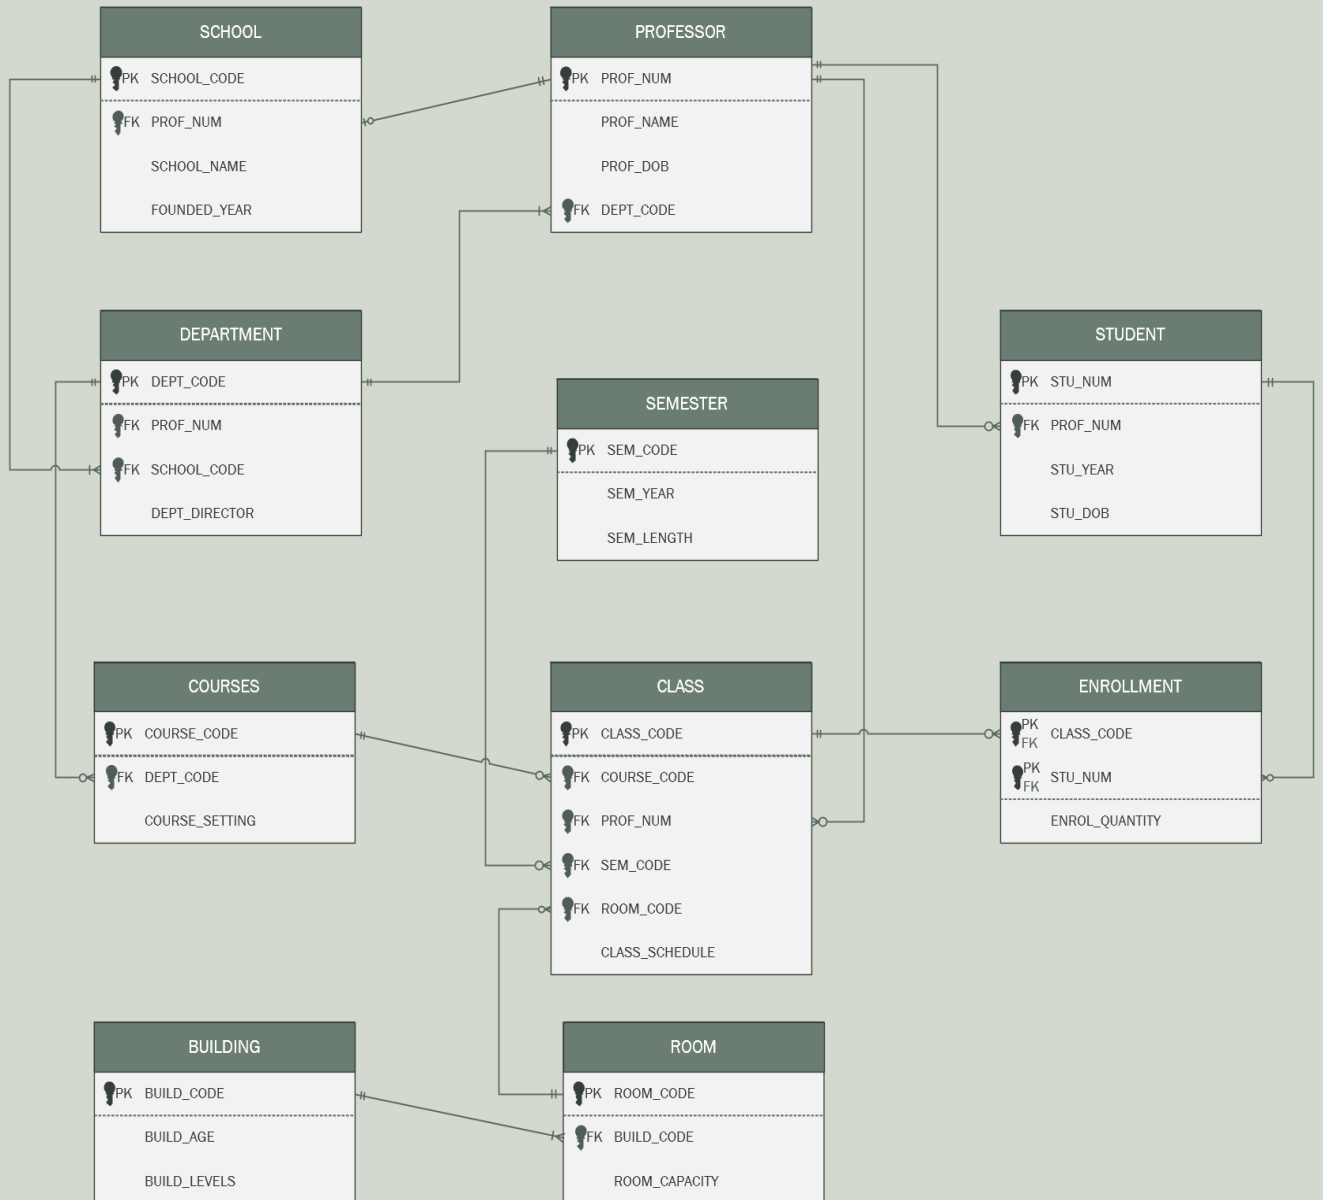 SCHOOL
PK SCHOOL_CODE
FK PROF_NUM
SCHOOL_NAME
FOUNDED_YEAR
PROFESSOR
PK PROF_NUM
PROF_NAME
PROF_DOB
FK DEPT_CODE
DEPARTMENT
PK DEPT_CODE
FK PROF_NUM
FK SCHOOL_CODE
DEPT_DIRECTOR
SEMESTER
PK SEM_CODE
SEM_YEAR
SEM_LENGTH
STUDENT
PK STU_NUM
FK PROF_NUM
STU_YEAR
STU_DOB
COURSES
PK COURSE_CODE
FK DEPT_CODE
COURSE_SETTING
CLASS
PK CLASS_CODE
FK COURSE_CODE
FK PROF_NUM
FK SEM_CODE
FK ROOM_CODE
CLASS_SCHEDULE
ENROLLMENT
PK
FK CLASS_CODE
PK
FK STU_NUM
ENROL_QUANTITY
BUILDING
PK BUILD_CODE
BUILD_AGE
BUILD_LEVELS
ROOM
PK ROOM_CODE
FK BUILD_CODE
ROOM_CAPACITY